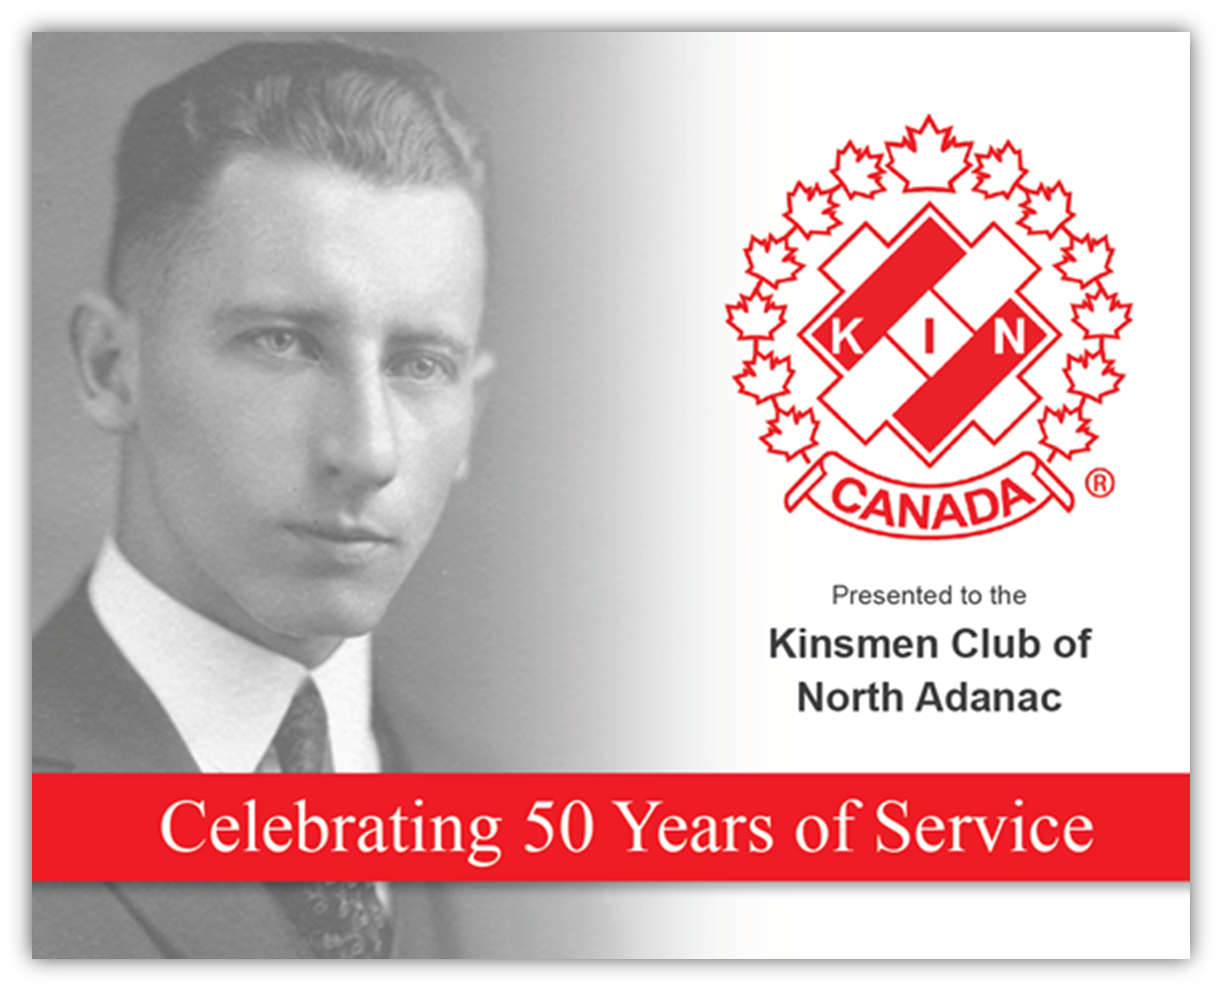 K I N
CANADA ®
Presented to the
Kinsmen Club of
North Adanac
Celebrating 50 Years of Service